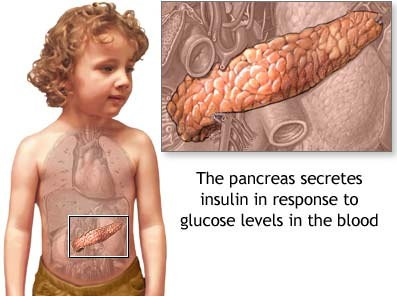 The pancreas secretes
insulin in response to
glucose levels in the blood